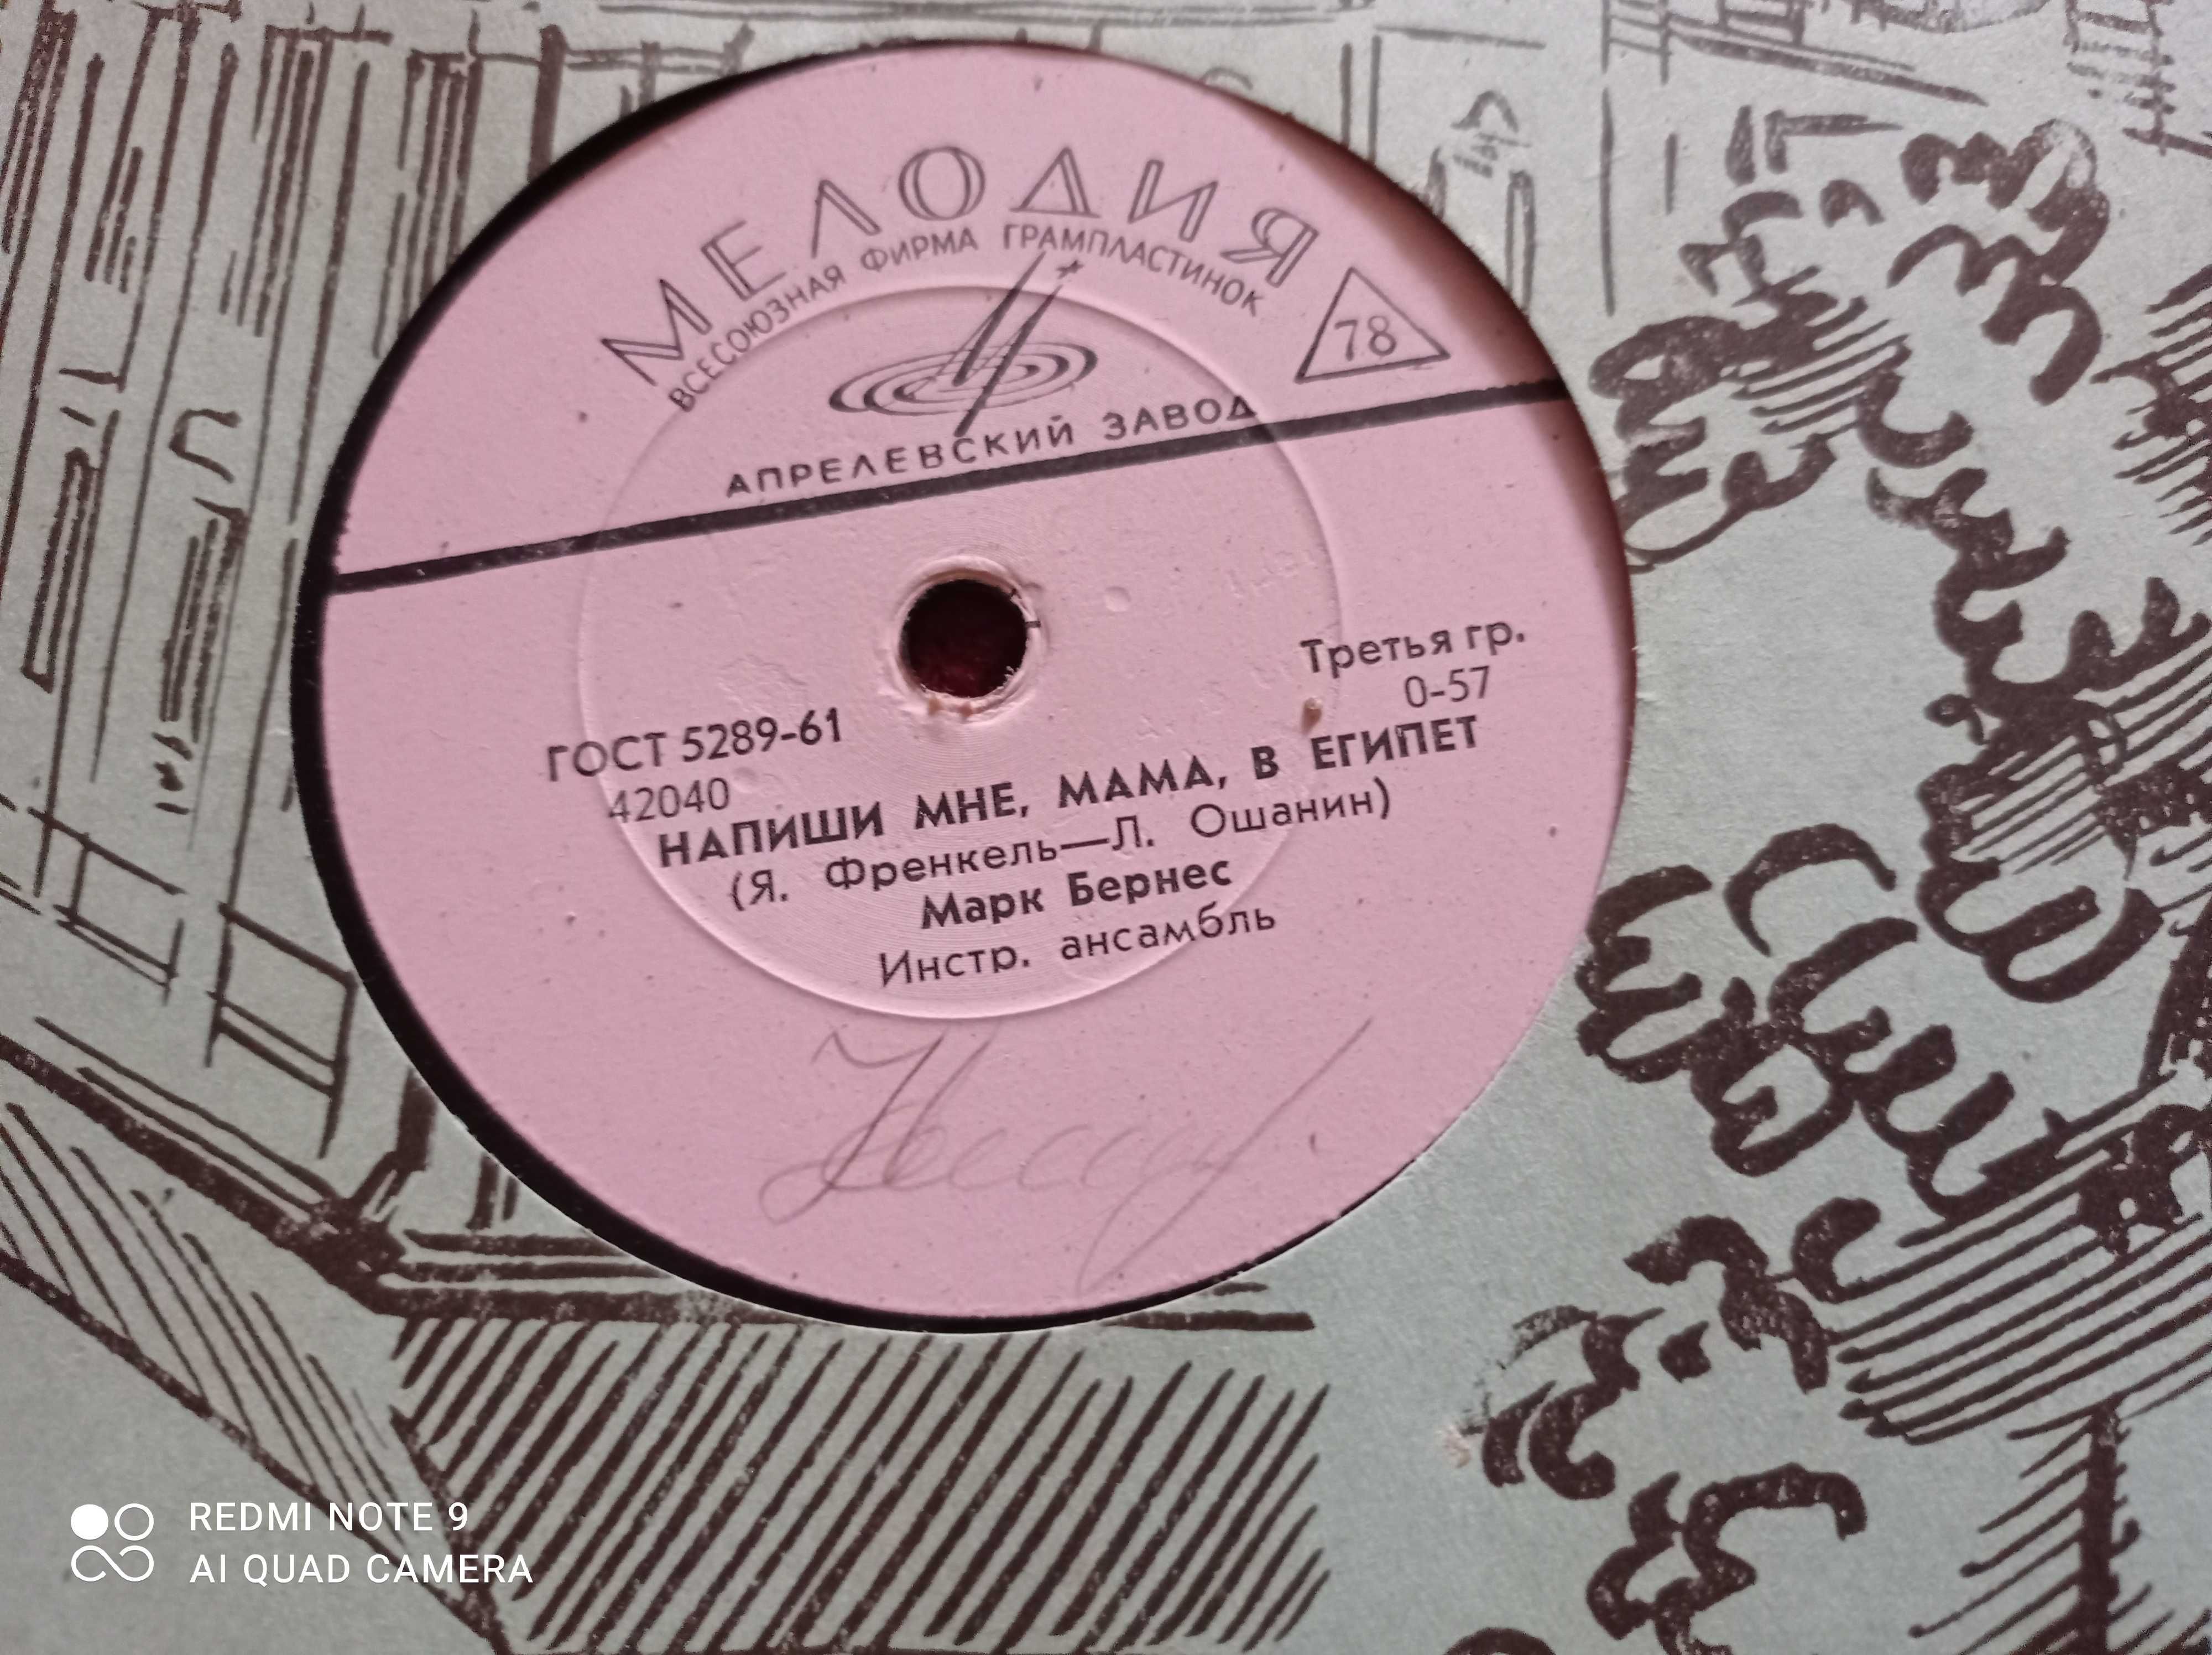 МЕЛОДИЯ
ВСЕСОЮЗНАЯ ФИРМА ГРАМПЛАСТИНОК
78
АПРЕЛЕВСКИЙ ЗАВОД
Третья гр.
ГОСТ 5289-61 0-57
42040
НАПИШИ МНЕ, МАМА, В ЕГИПЕТ
(Я. Френкель—Л. Ошанин)
Марк Бернес
Инстр. ансамбль
REDMI NOTE 9
AI QUAD CAMERA